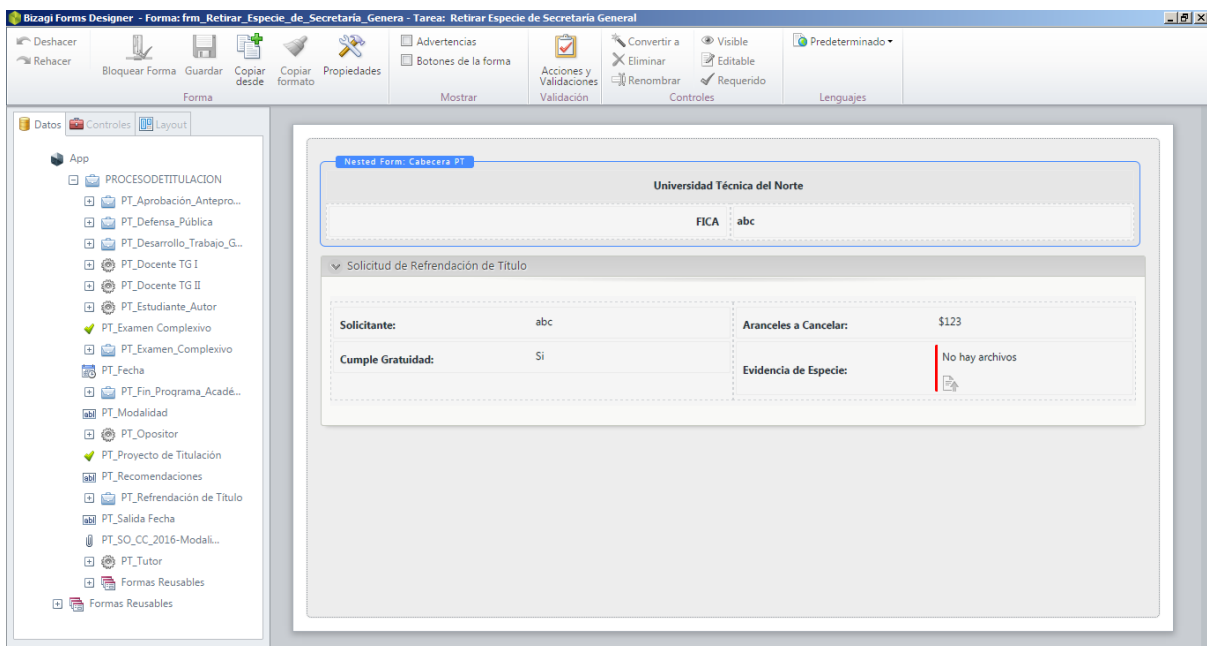 Bizagi Forms Designer - Forma: frm_Retirar_Especie_de_Secretaría_Genera - Tarea: Retirar Especie de Secretaría General
Deshacer
Rehacer
Bloquear Forma
Guardar
Copiar desde
Forma
Copiar formato
Propiedades
Advertencias
Botones de la forma
Mostrar
Acciones y Validaciones
Validación
Convertir a
Eliminar
Renombrar
Visible
Editable
Requerido
Controles
Predeterminado
Lenguajes
Datos
Controles
Layout
App
PROCESODETITULACION
PT_Aprobación_Antepro...
PT_Defensa_Pública
PT_Desarrollo_Trabajo_G...
PT_Docente TG I
PT_Docente TG II
PT_Estudiante_Autor
PT_Examen Complexivo
PT_Examen_Complexivo
PT_Fecha
PT_Fin_Programa_Acadé...
PT_Modalidad
PT_Opositor
PT_Proyecto de Titulación
PT_Recomendaciones
PT_Refrendación de Título
PT_Salida Fecha
PT_SO_CC_2016-Modali...
PT_Tutor
Formas Reusables
Formas Reusables
Nested Form: Cabecera PT
Universidad Técnica del Norte
FICA abc
Solicitud de Refrendación de Título
Solicitante: abc
Aranceles a Cancelar: $123
Cumple Gratuidad: Si
Evidencia de Especie: No hay archivos